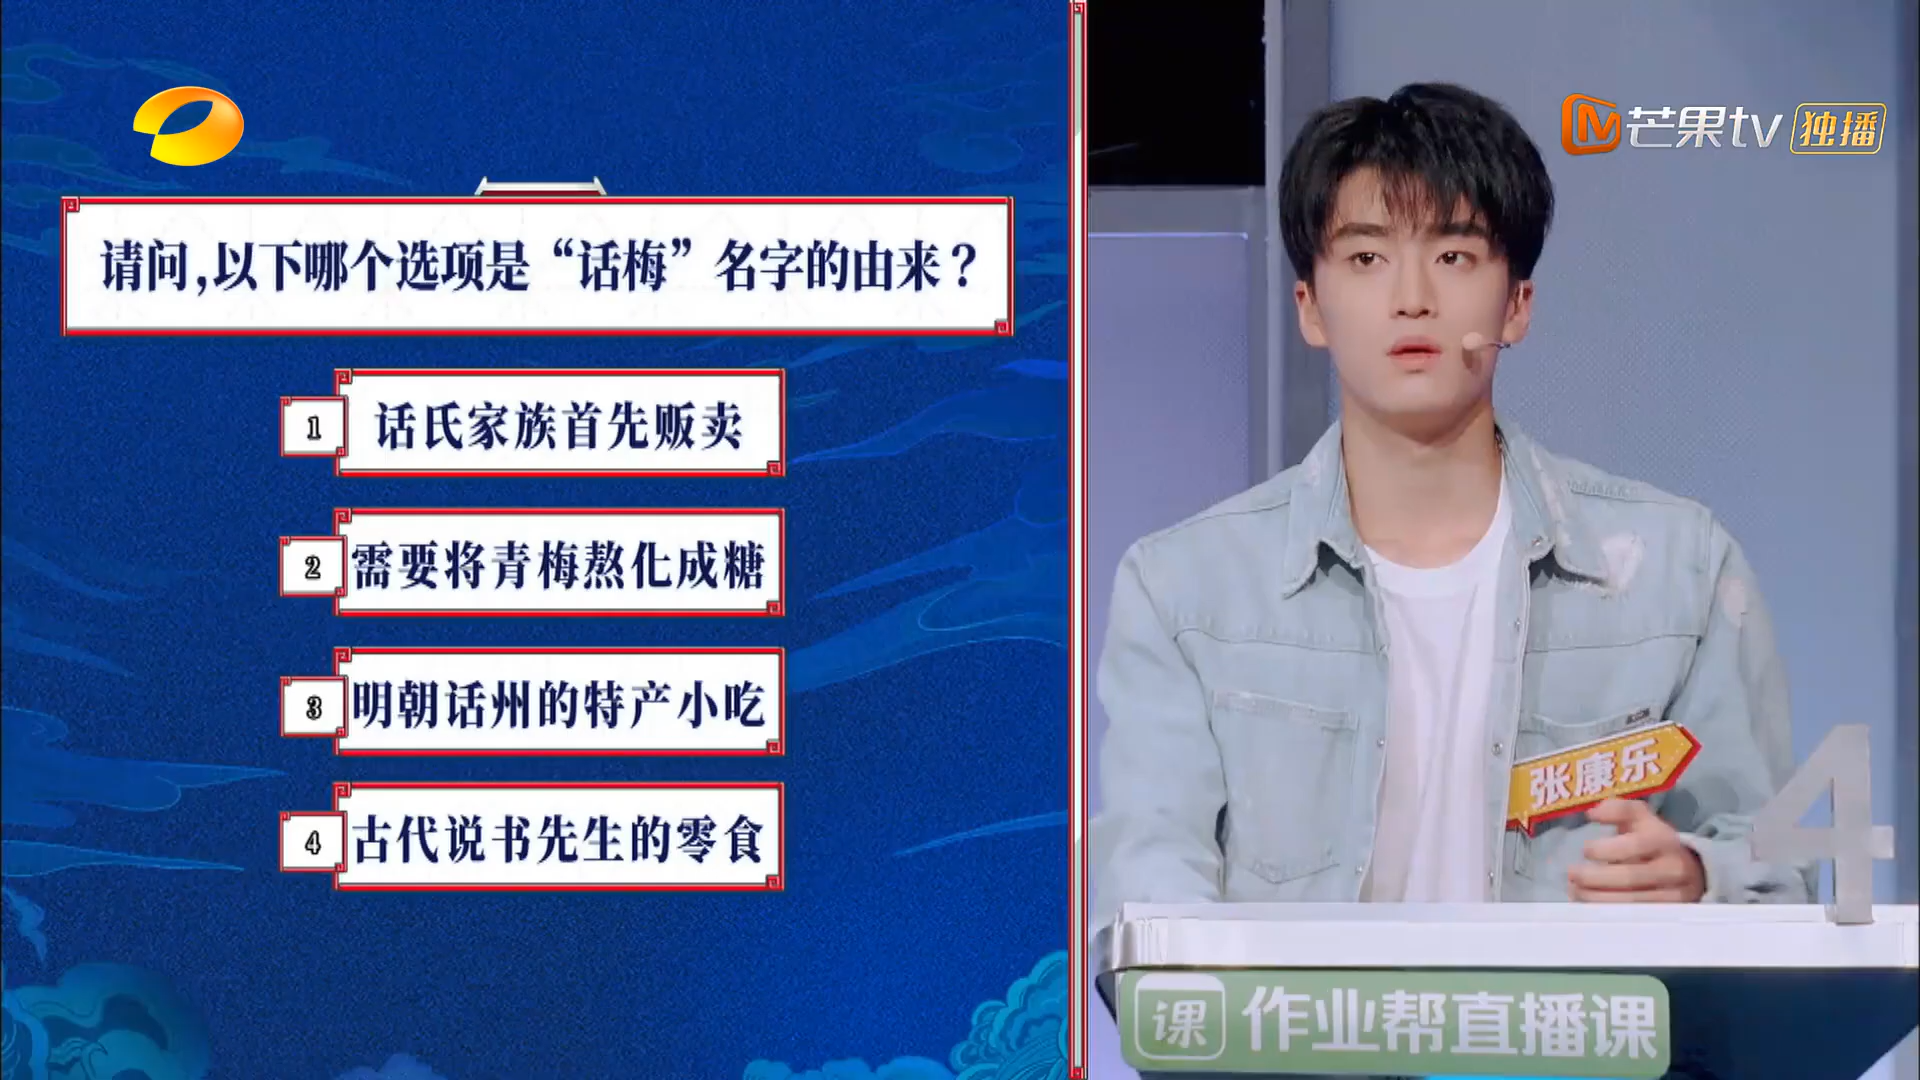 请问,以下哪个选项是“话梅”名字的由来?
1 话氏家族首先贩卖
2 需要将青梅熬化成糖
3 明朝话州的特产小吃
4 古代说书先生的零食
芒果tv 独播
张康乐
4
课 作业帮直播课